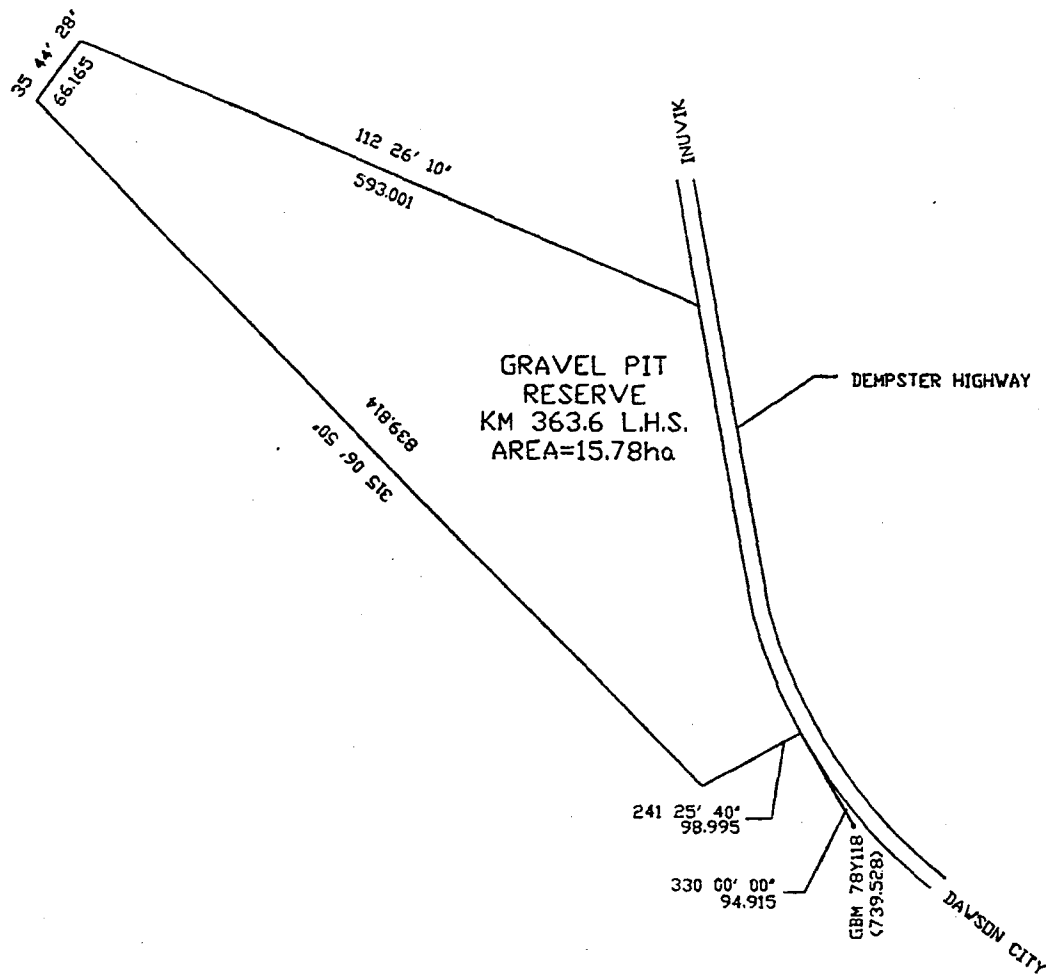 35 44' 28"
66.165
112 26' 10"
593.001
INUVIK
GRAVEL PIT
RESERVE
KM 363.6 L.H.S.
AREA=15.78ha
DEMPSTER HIGHWAY
839.814
315 06' 50"
241 25' 40"
98.995
330 00' 00"
94.915
GBM 78Y118
(739.528)
DAWSON CITY